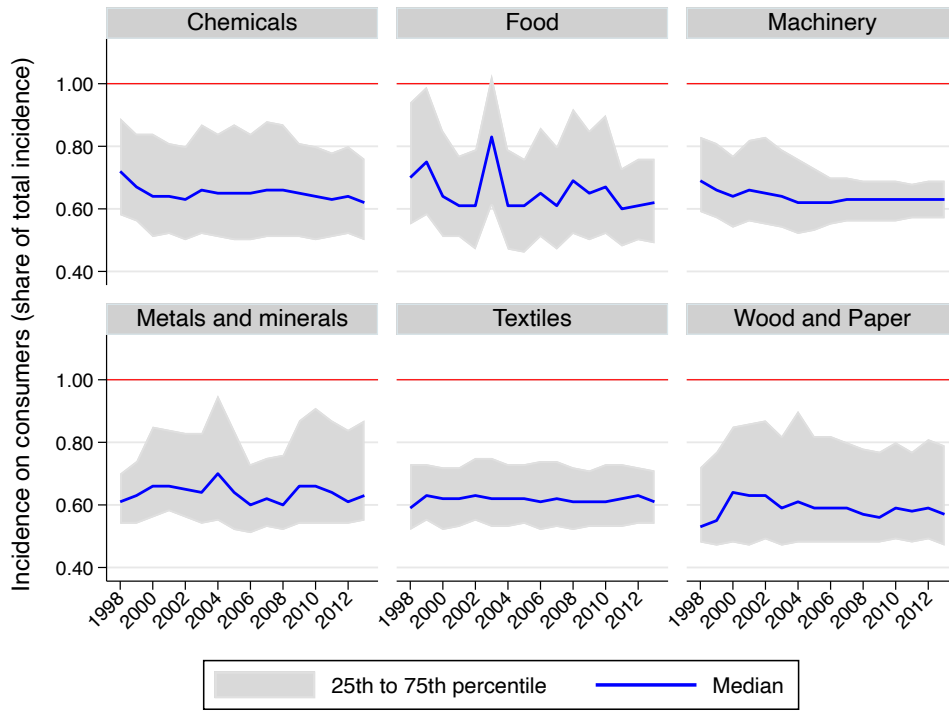 Chemicals
Food
Machinery
Incidence on consumers (share of total incidence)
1.00
0.80
0.60
0.40
Metals and minerals
Textiles
Wood and Paper
1.00
0.80
0.60
0.40
1998 2000 2002 2004 2006 2008 2010 2012
1998 2000 2002 2004 2006 2008 2010 2012
1998 2000 2002 2004 2006 2008 2010 2012
25th to 75th percentile
Median